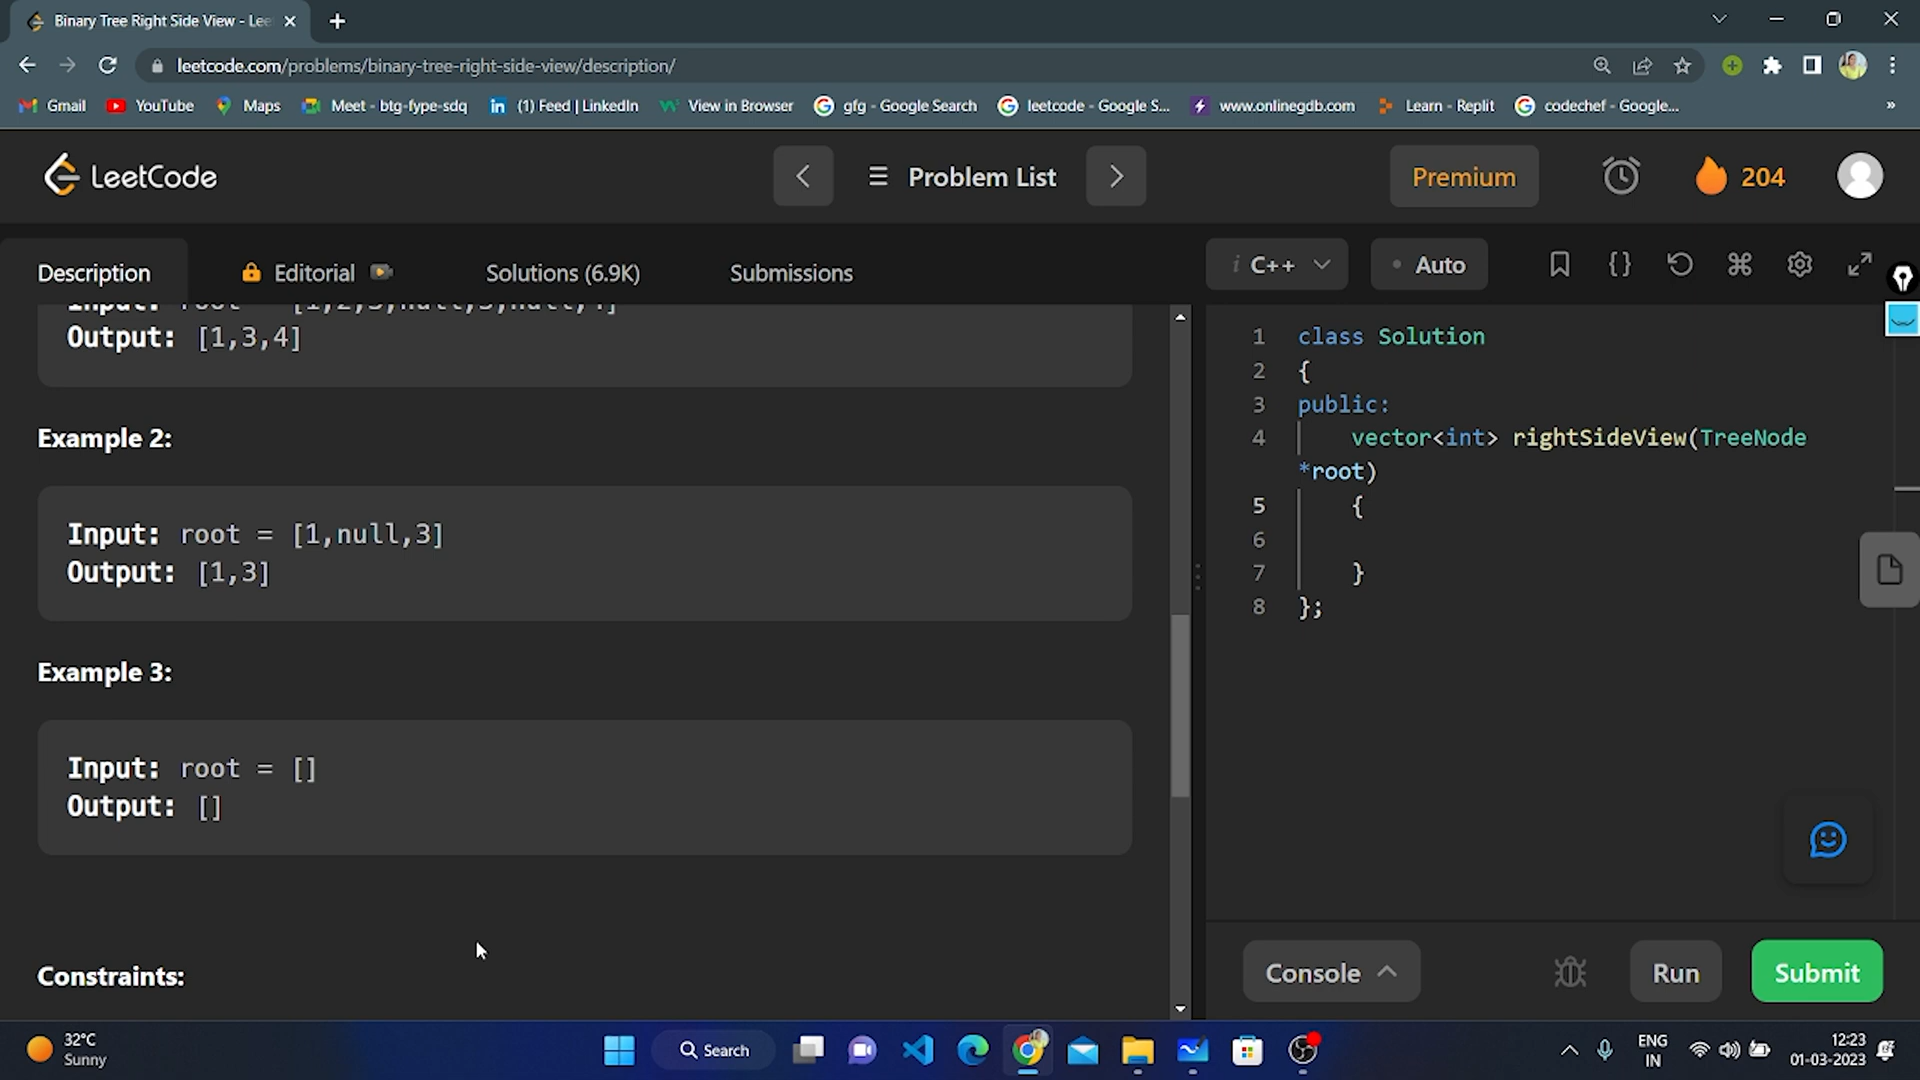 Binary Tree Right Side View - Lee
leetcode.com/problems/binary-tree-right-side-view/description/
Gmail YouTube Maps Meet - btg-fype-sdq (1) Feed | LinkedIn View in Browser gfg - Google Search leetcode - Google S... www.onlinegdb.com Learn - Replit codechef - Google... »
LeetCode
Problem List
Premium
204
Description
Editorial
Solutions (6.9K)
Submissions
i C++
• Auto
Output: [1,3,4]
Example 2:
Input: root = [1,null,3]
Output: [1,3]
Example 3:
Input: root = []
Output: []
Constraints:
1 class Solution
2 {
3 public:
4 vector<int> rightSideView(TreeNode
*root)
5 {
6
7 }
8 };
Console
Run
Submit
32°C
Sunny
Search
ENG
IN
12:23
01-03-2023